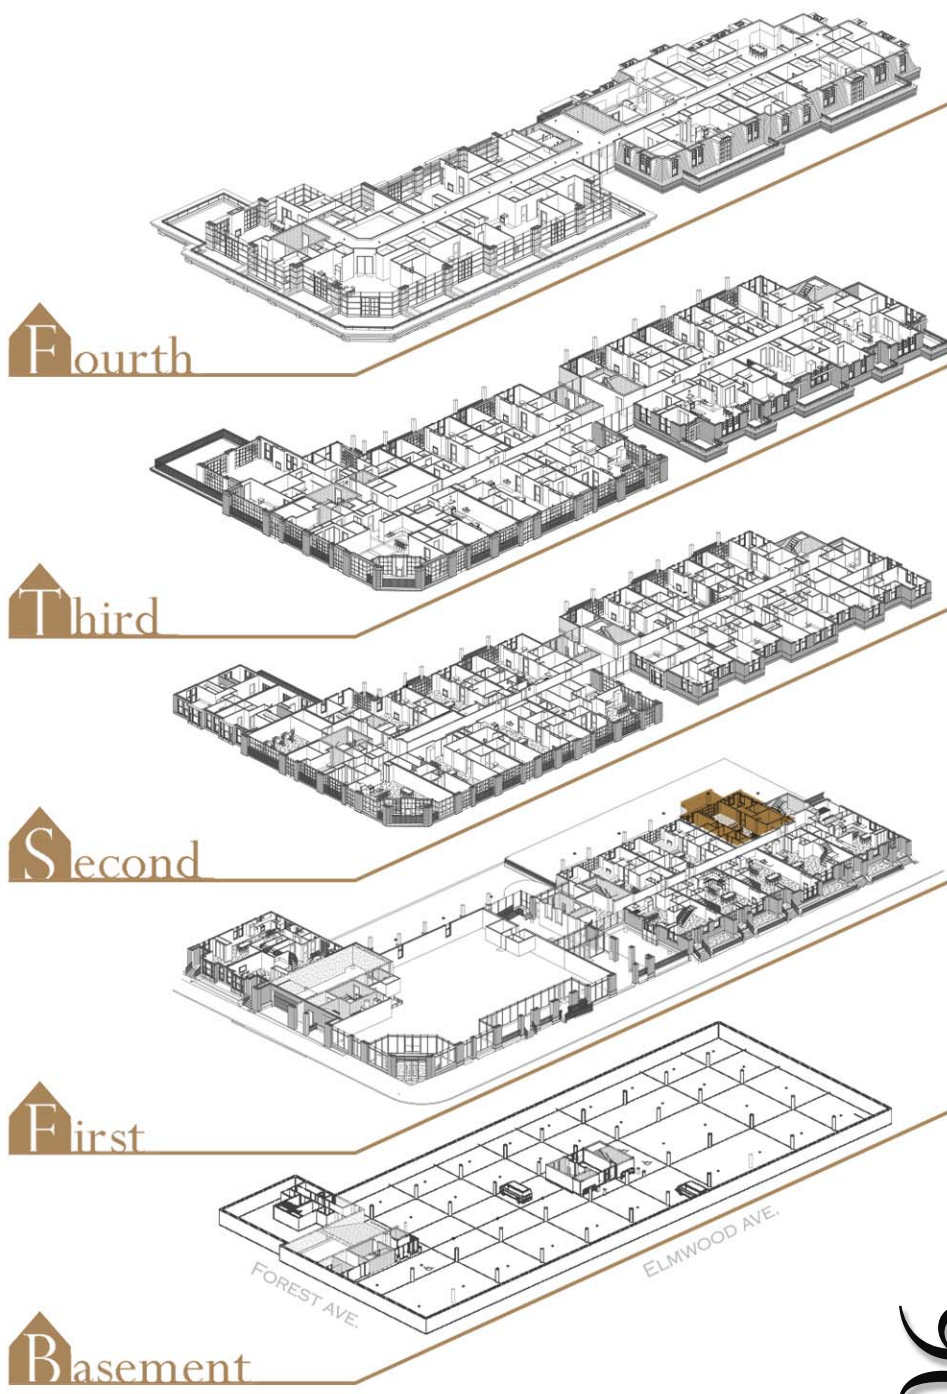 Fourth
Third
Second
First
FOREST AVE.
ELMWOOD AVE.
Basement